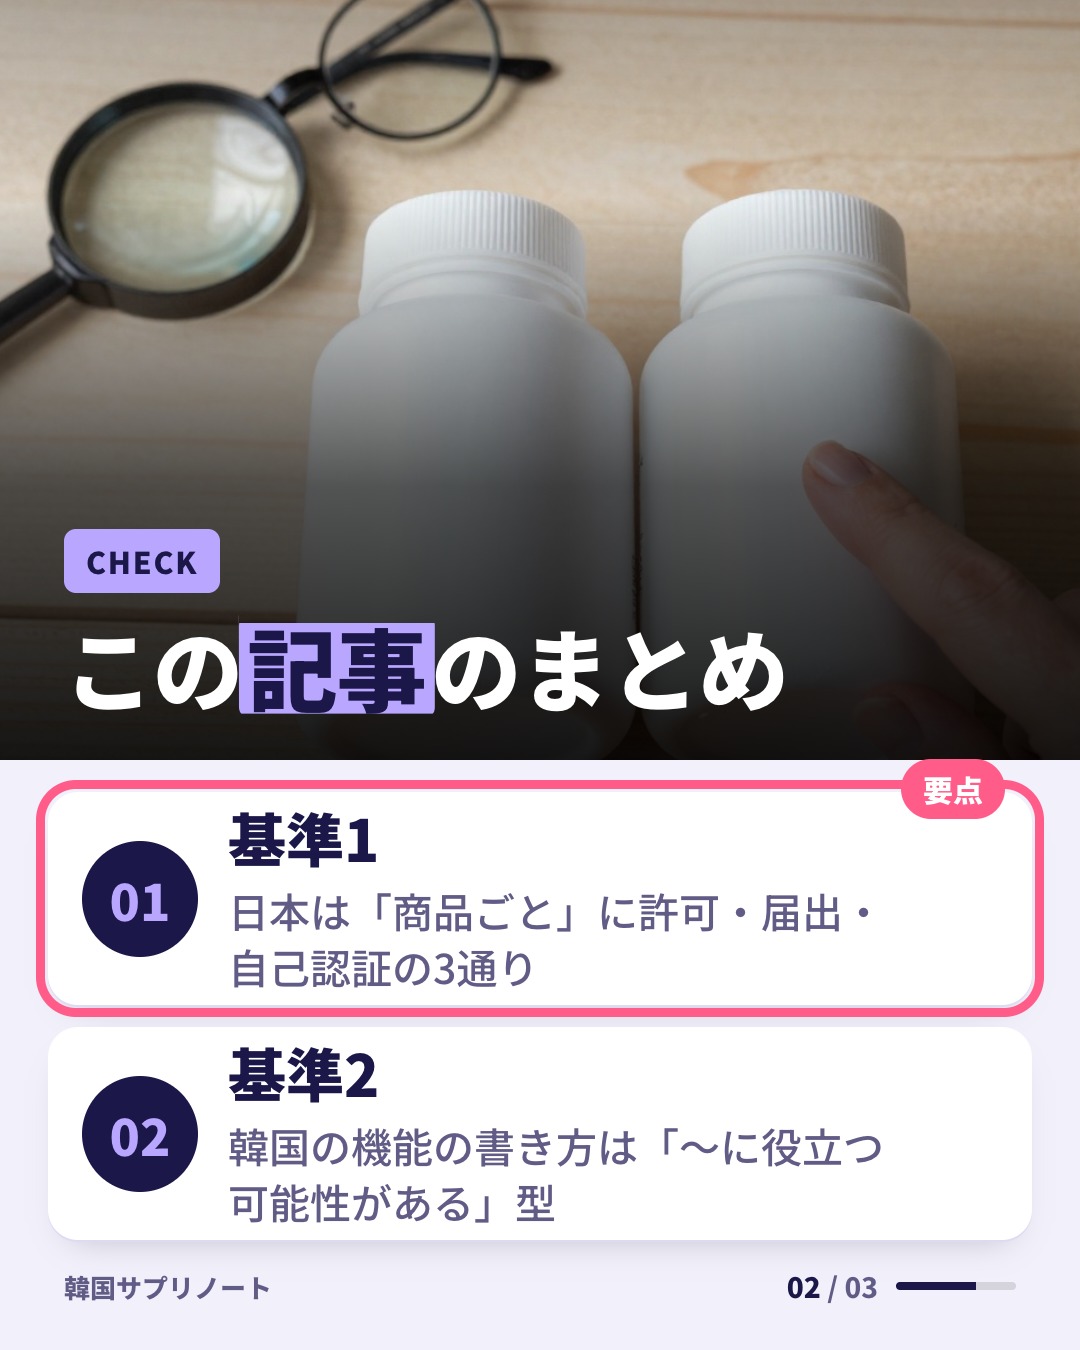 CHECK
この記事のまとめ
要点
01
基準1
日本は「商品ごと」に許可・届出・
自己認証の3通り
02
基準2
韓国の機能の書き方は「〜に役立つ
可能性がある」型
韓国サプリノート
02 / 03